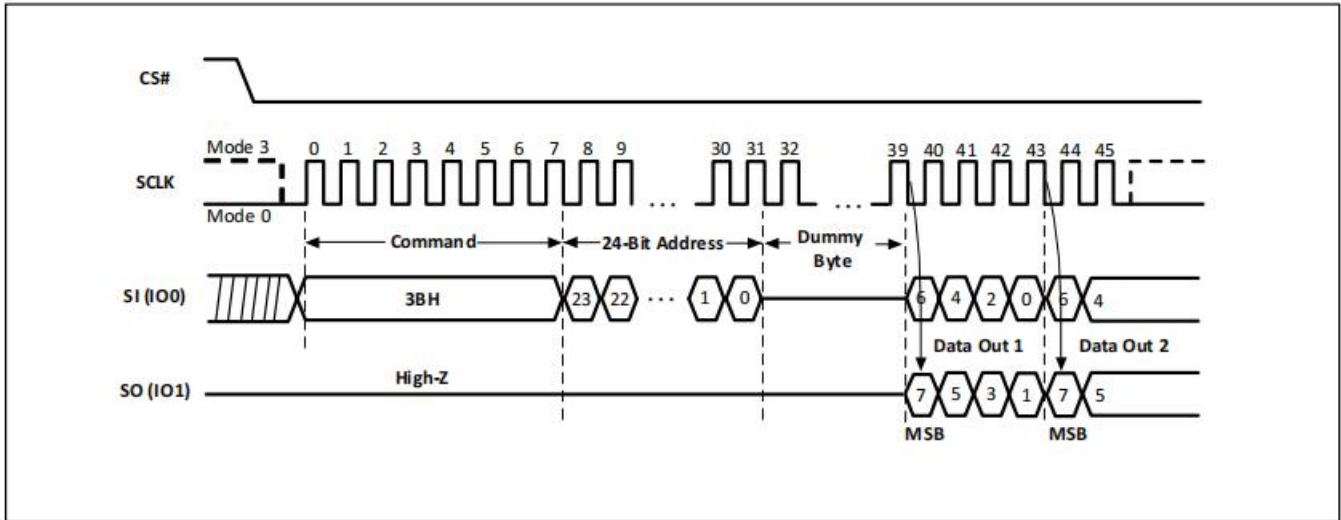 CS#
Mode 3
0 1 2 3 4 5 6 7 8 9 30 31 32 39 40 41 42 43 44 45
SCLK
... ...
Mode 0
Command 24-Bit Address Dummy
Byte
SI (IO0) 3BH 23 22 ... 1 0 6 4 2 0 6 4
Data Out 1 Data Out 2
High-Z
SO (IO1) 7 5 3 1 7 5
MSB MSB